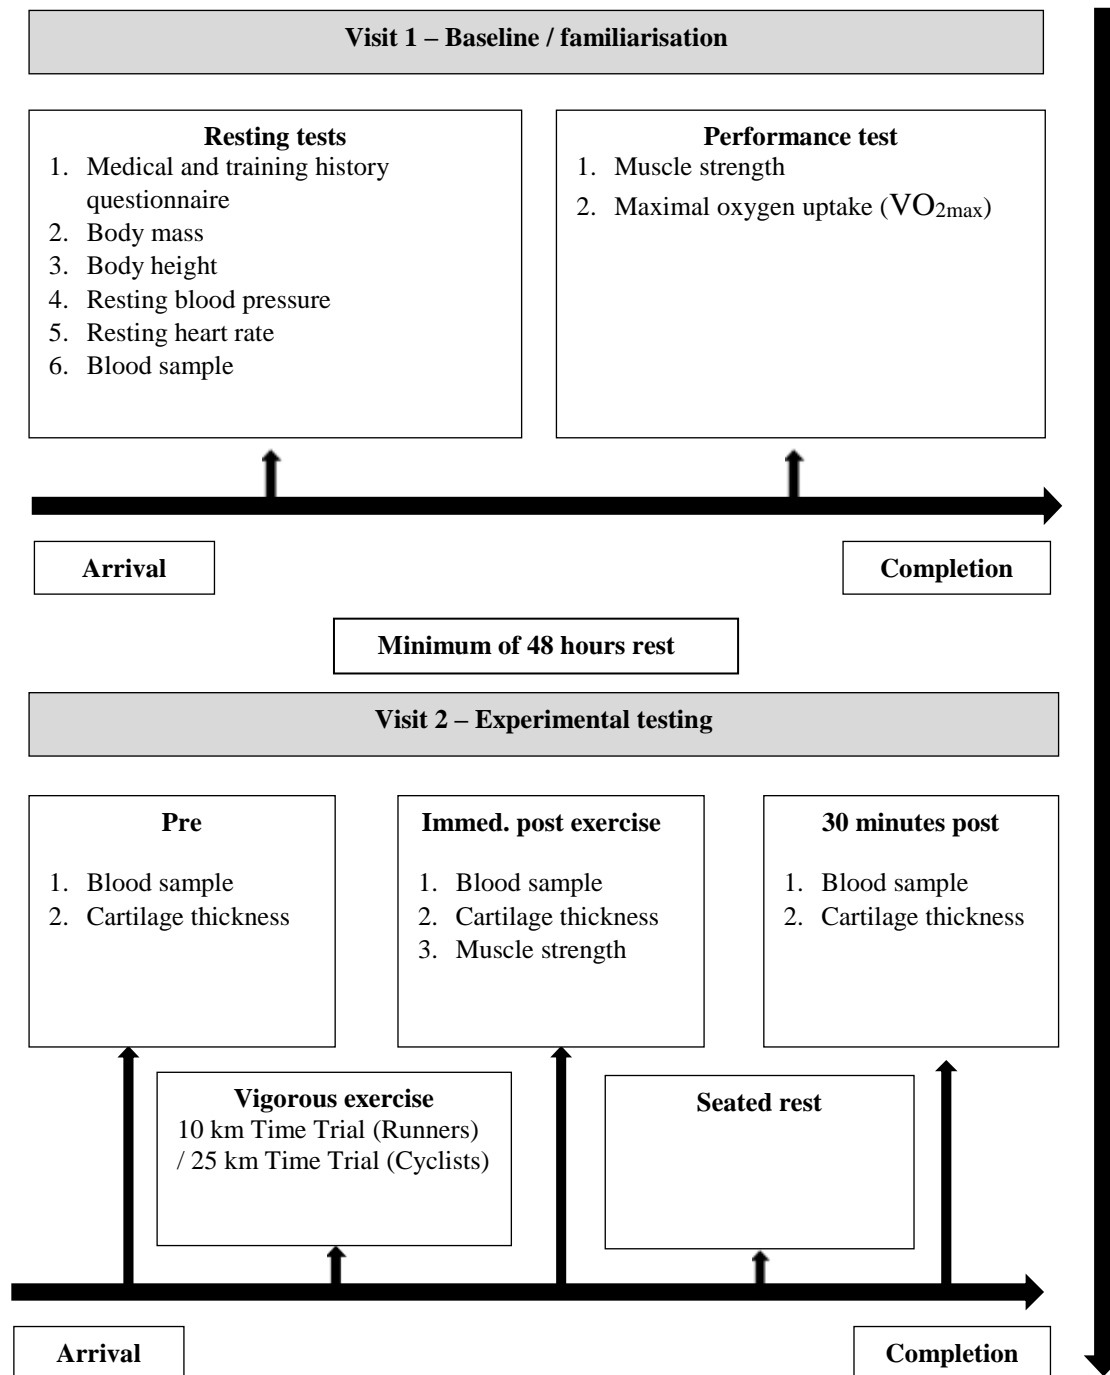 Visit 1 – Baseline / familiarisation
Resting tests
1. Medical and training history
questionnaire
2. Body mass
3. Body height
4. Resting blood pressure
5. Resting heart rate
6. Blood sample
Performance test
1. Muscle strength
2. Maximal oxygen uptake (VO2max)
Arrival
Completion
Minimum of 48 hours rest
Visit 2 – Experimental testing
Pre
1. Blood sample
2. Cartilage thickness
Immed. post exercise
1. Blood sample
2. Cartilage thickness
3. Muscle strength
30 minutes post
1. Blood sample
2. Cartilage thickness
Vigorous exercise
10 km Time Trial (Runners)
/ 25 km Time Trial (Cyclists)
Seated rest
Arrival
Completion